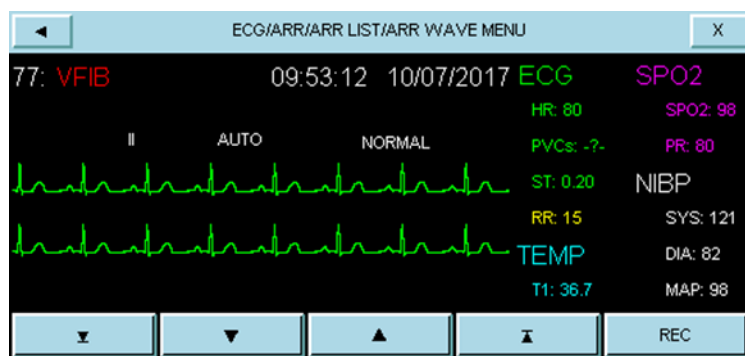 ECG/ARR/ARR LIST/ARR WAVE MENU X
77: VFIB 09:53:12 10/07/2017 ECG SPO2
HR: 80 SPO2: 98
II AUTO NORMAL PVCs: -?- PR: 80
ST: 0.20 NIBP
RR: 15 SYS: 121
TEMP DIA: 82
T1: 36.7 MAP: 98
REC